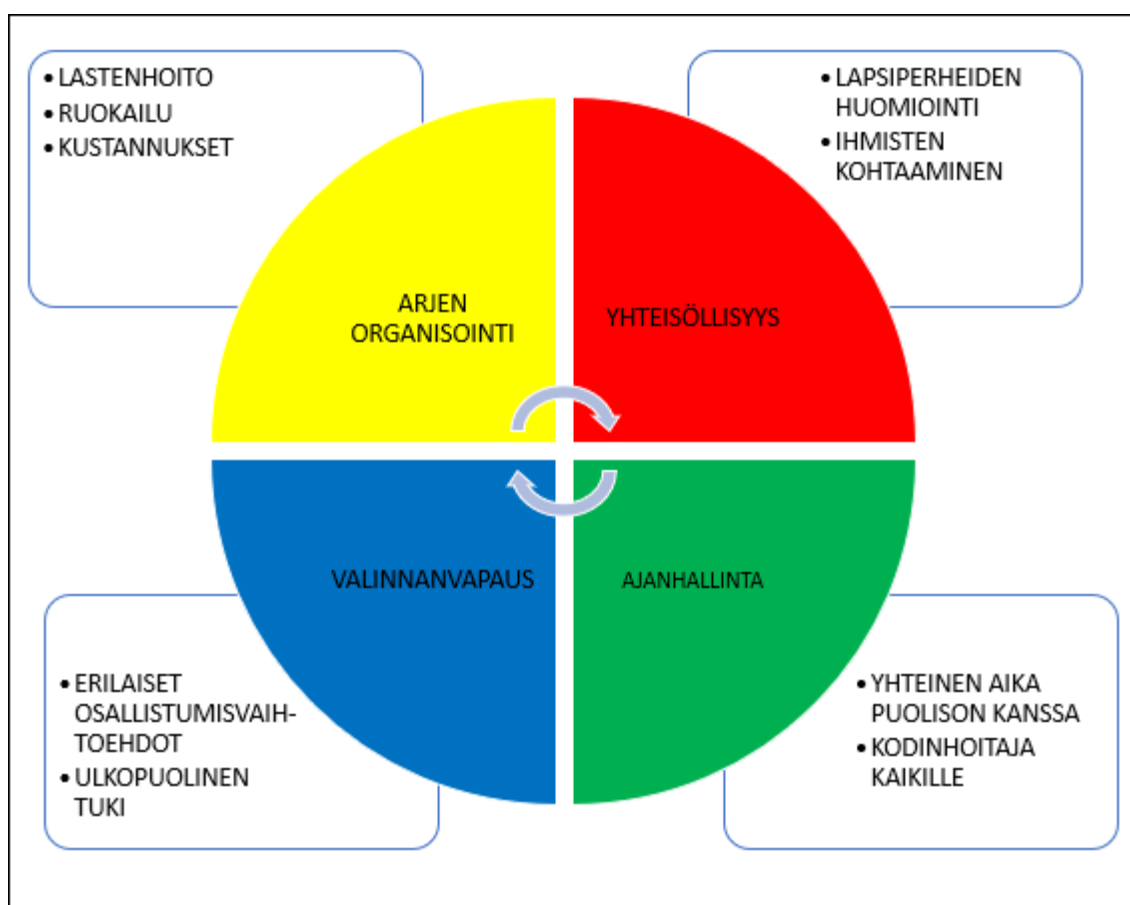 • LASTENHOITO
• RUOKAILU
• KUSTANNUKSET
• LAPSIPERHEIDEN
HUOMIOINTI
• IHMISTEN
KOHTAAMINEN
ARJEN
ORGANISOINTI
YHTEISÖLLISYYS
VALINNANVAPAUS
AJANHALLINTA
• ERILAISET
OSALLISTUMISVAIH-
TOEHDOT
• ULKOPUOLINEN
TUKI
• YHTEINEN AIKA
PUOLISON KANSSA
• KODINHOITAJA
KAIKILLE